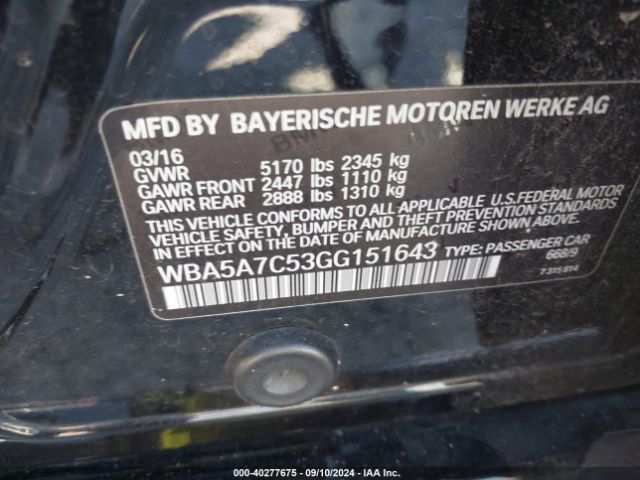 MFD BY BAYERISCHE MOTOREN WERKE AG
03/16
GVWR 5170 lbs 2345 kg
GAWR FRONT 2447 lbs 1110 kg
GAWR REAR 2888 lbs 1310 kg
THIS VEHICLE CONFORMS TO ALL APPLICABLE U.S.FEDERAL MOTOR
VEHICLE SAFETY, BUMPER AND THEFT PREVENTION STANDARDS
IN EFFECT ON THE DATE OF MANUFACTURE SHOWN ABOVE.
WBA5A7C53GG151643 TYPE: PASSENGER CAR
668/9
7 315 814
000-40277675 - 09/10/2024 - IAA Inc.